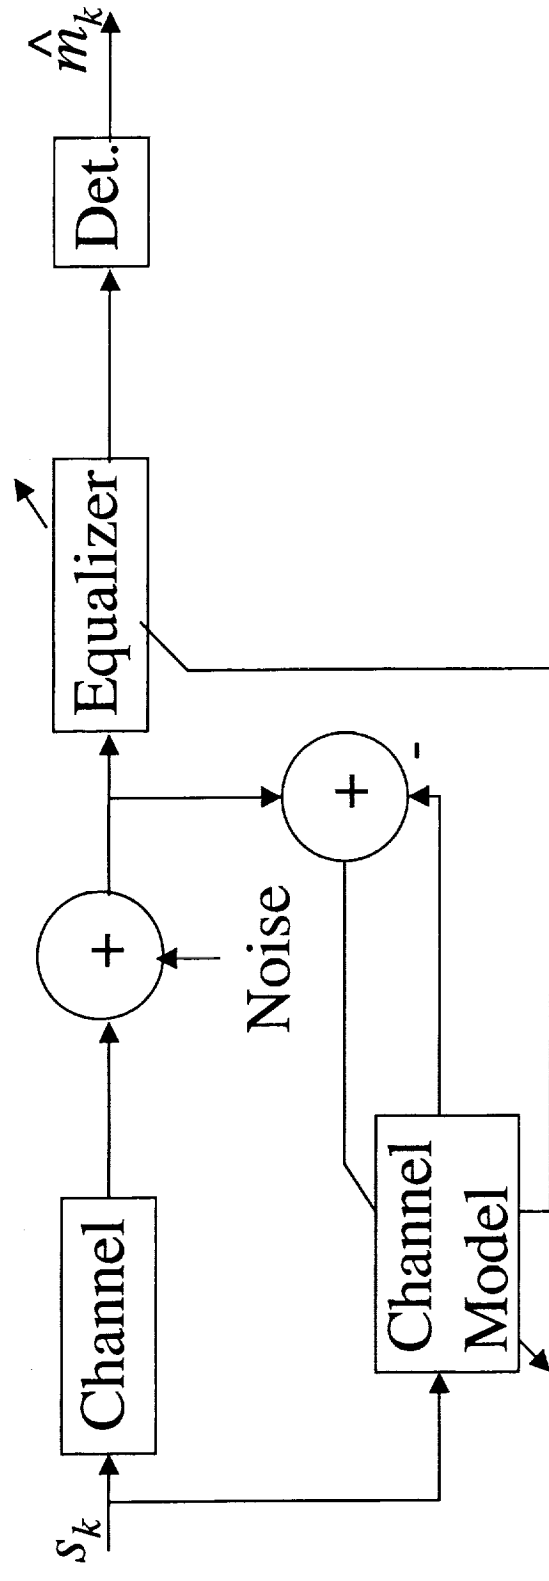 s_k
Channel
+
Noise
Equalizer
Det.
m̂_k
Channel
Model
+
-